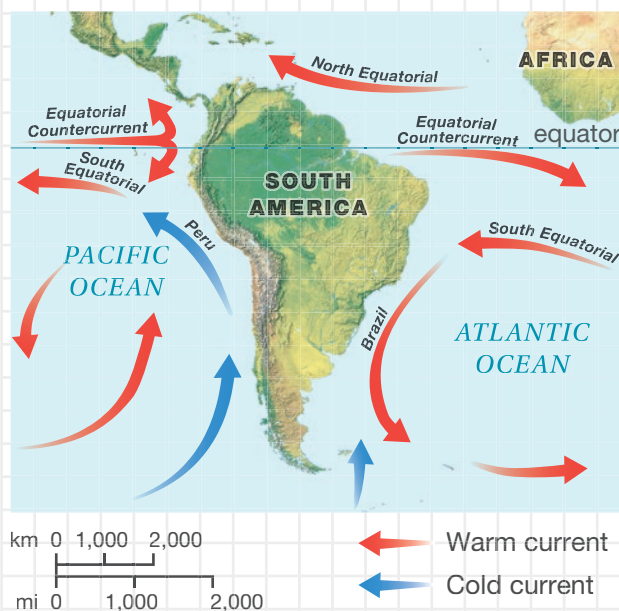 North Equatorial
AFRICA
Equatorial
Countercurrent
Equatorial
Countercurrent
equator
South
Equatorial
SOUTH
AMERICA
Peru
South Equatorial
PACIFIC
OCEAN
Brazil
ATLANTIC
OCEAN
km 0 1,000 2,000
mi 0 1,000 2,000
Warm current
Cold current